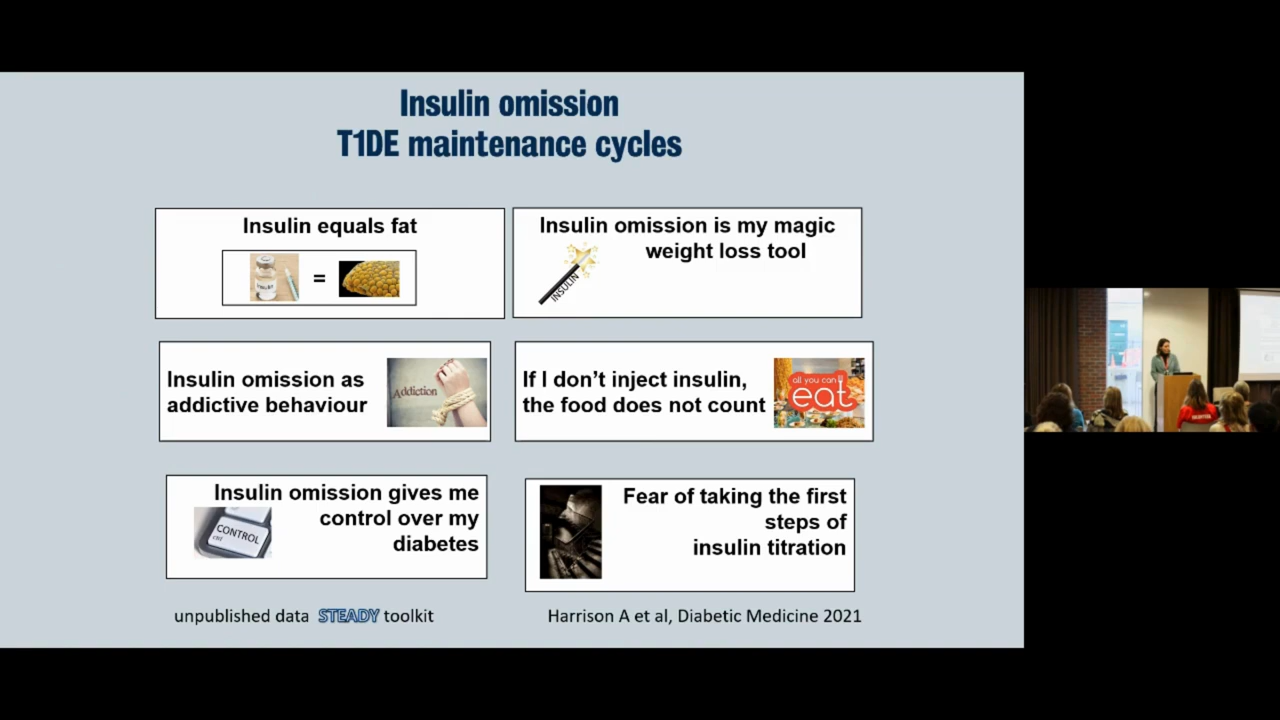 Insulin omission
T1DE maintenance cycles
Insulin equals fat
Insulin
=
Insulin omission is my magic
weight loss tool
INSULIN
Insulin omission as
addictive behaviour
Addiction
If I don’t inject insulin,
the food does not count
all you can
eat
Insulin omission gives me
control over my
diabetes
CONTROL
ctrl
Fear of taking the first
steps of
insulin titration
unpublished data STEADY toolkit
Harrison A et al, Diabetic Medicine 2021